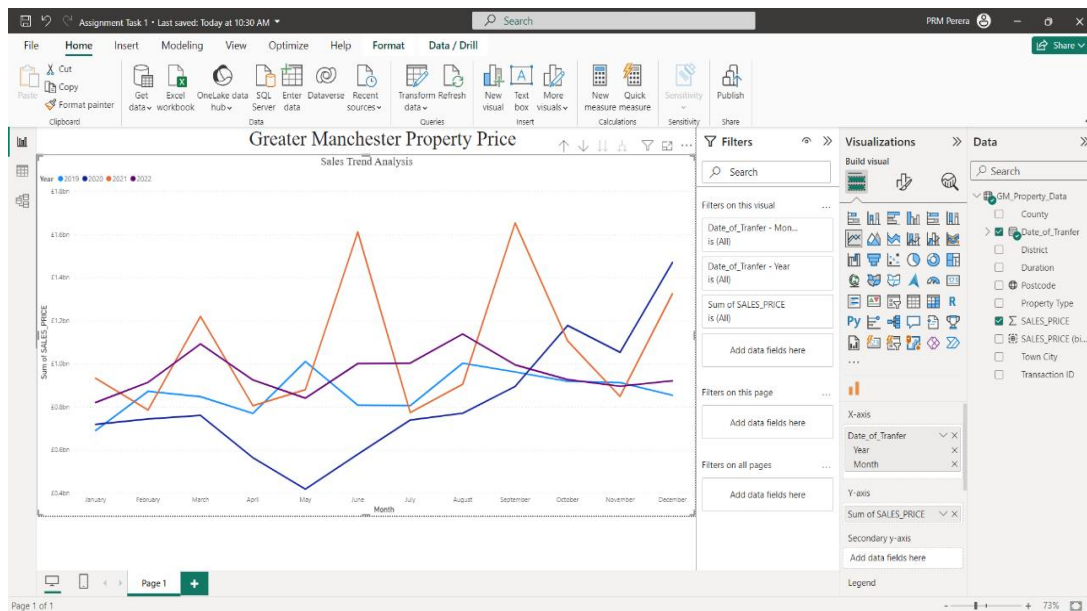 Assignment Task 1 • Last saved: Today at 10:30 AM
Search
PRM Perera
File Home Insert Modeling View Optimize Help Format Data / Drill
Share
Paste
Cut
Copy
Format painter
Clipboard
Get data
Excel workbook
OneLake data hub
SQL Server
Enter data
Dataverse
Recent sources
Data
Transform data
Refresh
Queries
New visual
Text box
More visuals
Insert
New measure
Quick measure
Calculations
Sensitivity
Sensitivity
Publish
Share
Greater Manchester Property Price
Sales Trend Analysis
Year 2019 2020 2021 2022
£1.8bn
£1.6bn
£1.4bn
£1.2bn
£1.0bn
£0.8bn
£0.6bn
£0.4bn
Sum of SALES_PRICE
January February March April May June July August September October November December
Month
Filters
Search
Filters on this visual
Date_of_Tranfer - Mon...
is (All)
Date_of_Tranfer - Year
is (All)
Sum of SALES_PRICE
is (All)
Add data fields here
Filters on this page
Add data fields here
Filters on all pages
Add data fields here
Visualizations
Build visual
R
Py
123
...
X-axis
Date_of_Tranfer
Year
Month
Y-axis
Sum of SALES_PRICE
Secondary y-axis
Add data fields here
Legend
Data
Search
GM_Property_Data
County
Date_of_Tranfer
District
Duration
Postcode
Property Type
SALES_PRICE
SALES_PRICE (bi...
Town City
Transaction ID
Page 1
Page 1 of 1
73%